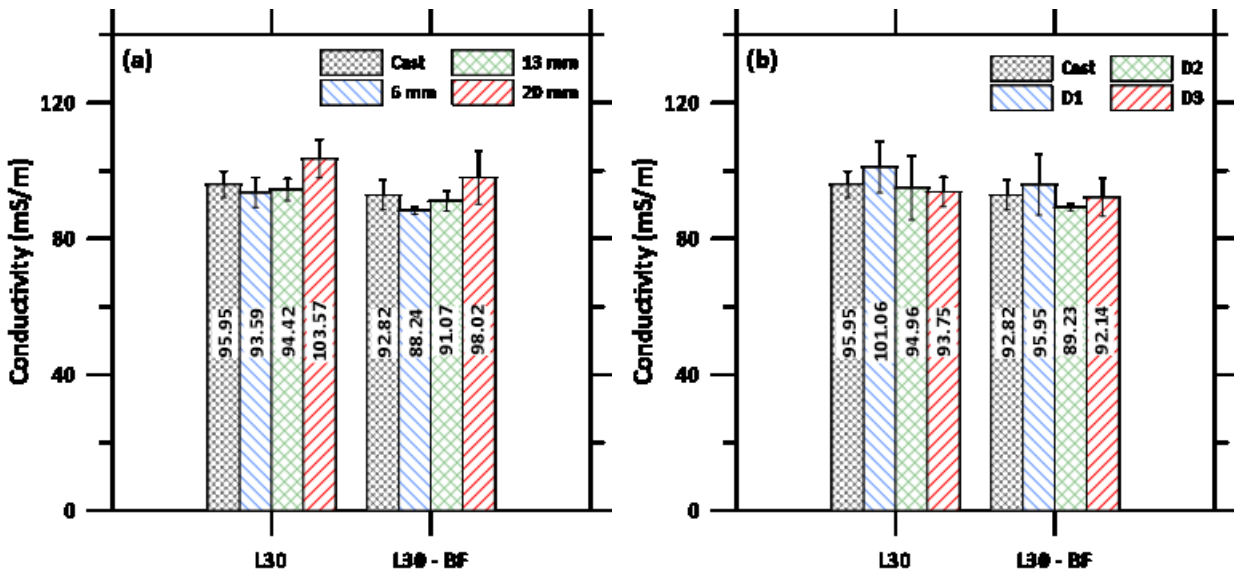 (a)
Cast
13 mm
6 mm
20 mm
Conductivity (mS/m)
120
80
40
0
95.95
93.59
94.42
103.57
92.82
88.24
91.07
98.02
L30
L30 - BF
(b)
Cast
D2
D1
D3
Conductivity (mS/m)
120
80
40
0
95.95
101.06
94.96
93.75
92.82
95.95
89.23
92.14
L30
L30 - BF